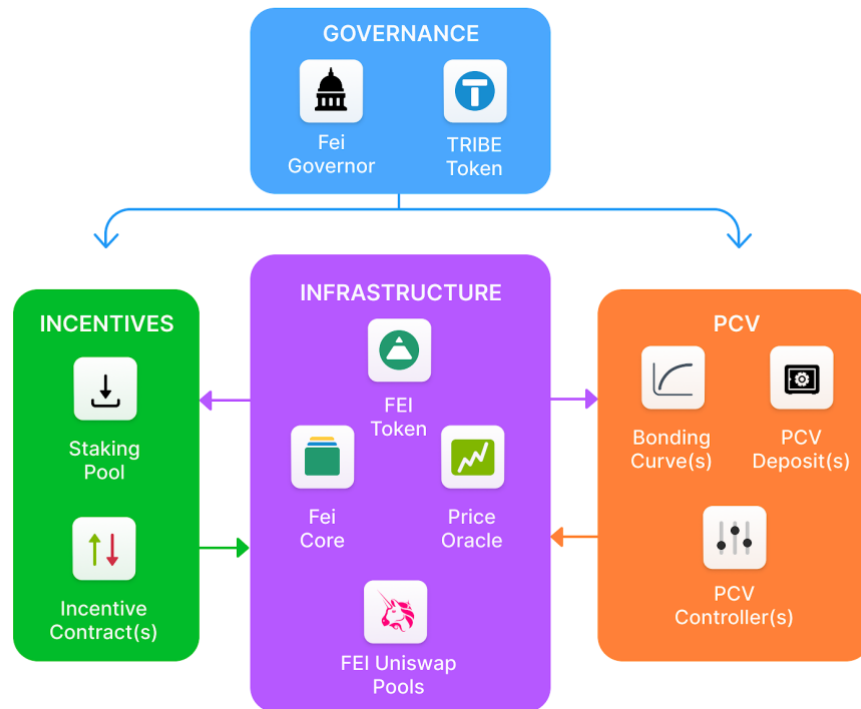 GOVERNANCE
Fei
Governor
TRIBE
Token
INCENTIVES
Staking
Pool
Incentive
Contract(s)
INFRASTRUCTURE
FEI
Token
Fei
Core
Price
Oracle
FEI Uniswap
Pools
PCV
Bonding
Curve(s)
PCV
Deposit(s)
PCV
Controller(s)